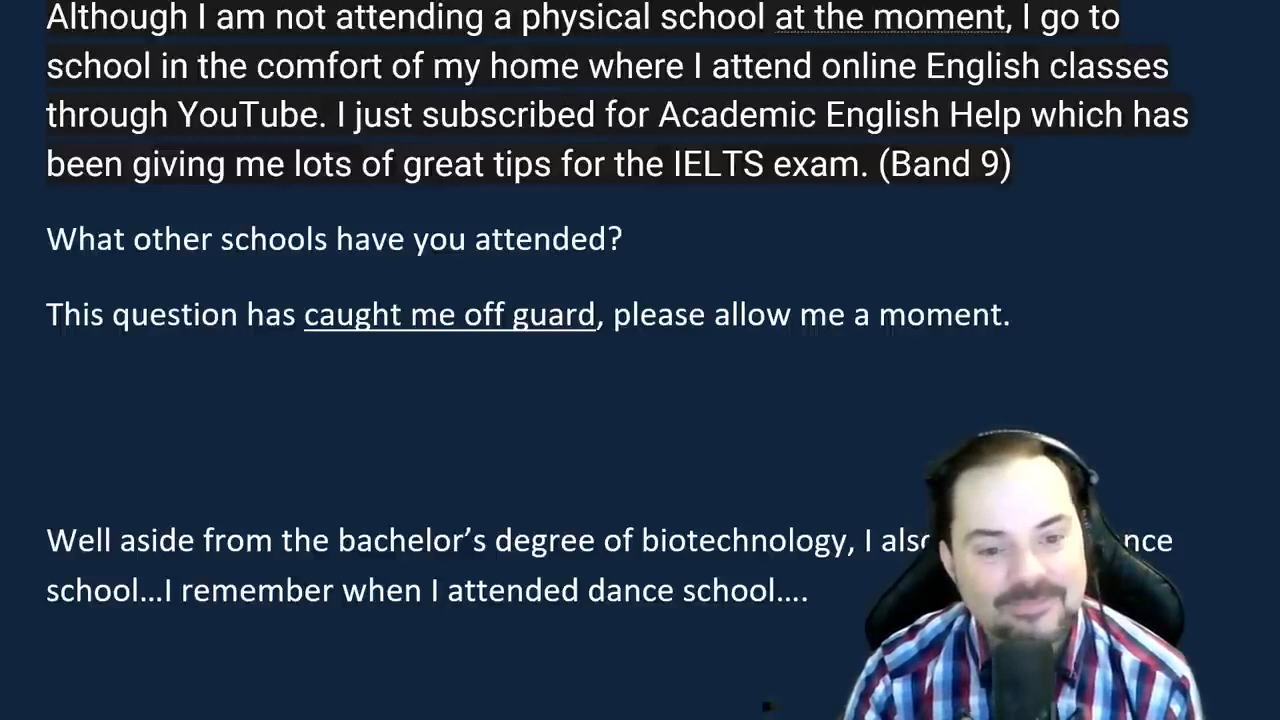 Although I am not attending a physical school at the moment, I go to
school in the comfort of my home where I attend online English classes
through YouTube. I just subscribed for Academic English Help which has
been giving me lots of great tips for the IELTS exam. (Band 9)
What other schools have you attended?
This question has caught me off guard, please allow me a moment.
Well aside from the bachelor’s degree of biotechnology, I
school…I remember when I attended dance school….